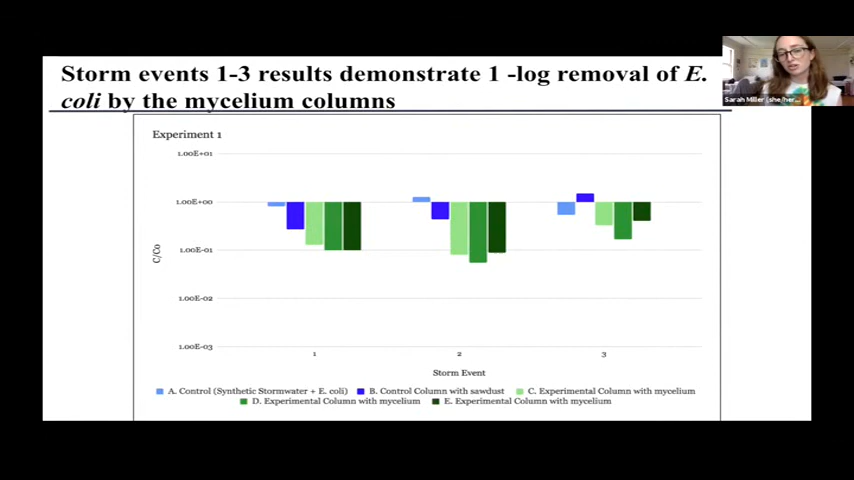 Storm events 1-3 results demonstrate 1 -log removal of E.
coli by the mycelium columns
Sarah Miller (she/her...
Experiment 1
1.00E+01
1.00E+00
1.00E-01
1.00E-02
1.00E-03
C/Co
1 2 3
Storm Event
A. Control (Synthetic Stormwater + E. coli) B. Control Column with sawdust C. Experimental Column with mycelium
D. Experimental Column with mycelium E. Experimental Column with mycelium